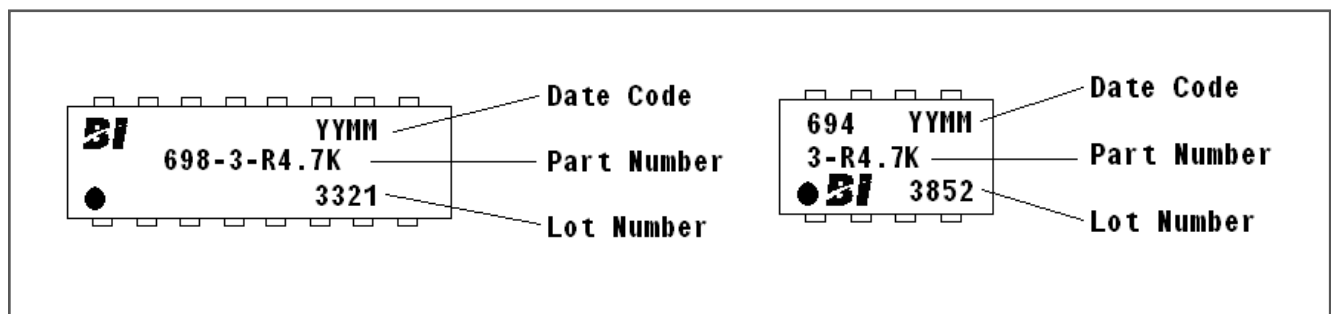 BI YYMM
698-3-R4.7K
3321
Date Code
Part Number
Lot Number
694 YYMM
3-R4.7K
BI 3852
Date Code
Part Number
Lot Number